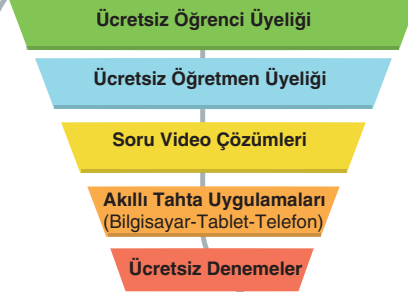 Ücretsiz Öğrenci Üyeliği
Ücretsiz Öğretmen Üyeliği
Soru Video Çözümleri
Akıllı Tahta Uygulamaları
(Bilgisayar-Tablet-Telefon)
Ücretsiz Denemeler